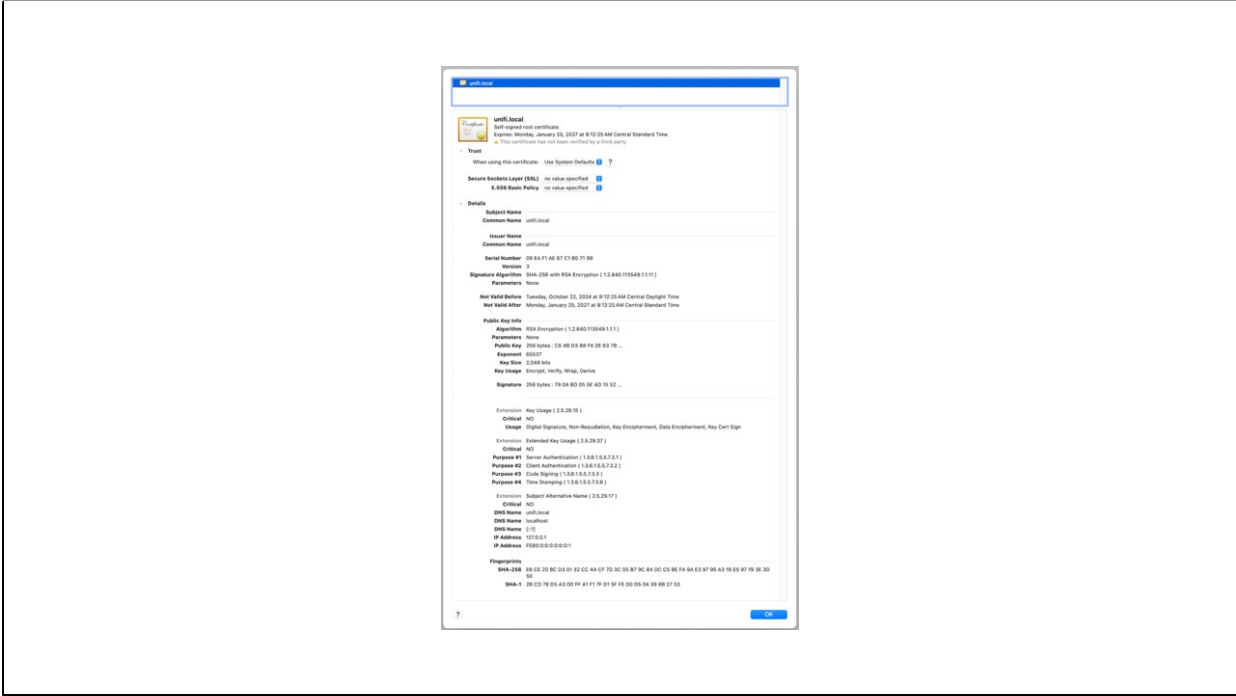 unifi.local
unifi.local
Self-signed root certificate
Expires: Monday, January 25, 2027 at 8:12:25 AM Central Standard Time
This certificate has not been verified by a third party
Trust
When using this certificate: Use System Defaults ?
Secure Sockets Layer (SSL) no value specified
X.509 Basic Policy no value specified
Details
Subject Name
Common Name unifi.local
Issuer Name
Common Name unifi.local
Serial Number 09 EA F1 AE 67 C1 B0 71 99
Version 3
Signature Algorithm SHA-256 with RSA Encryption ( 1.2.840.113549.1.1.11 )
Parameters None
Not Valid Before Tuesday, October 22, 2024 at 9:12:25 AM Central Daylight Time
Not Valid After Monday, January 25, 2027 at 8:12:25 AM Central Standard Time
Public Key Info
Algorithm RSA Encryption ( 1.2.840.113549.1.1.1 )
Parameters None
Public Key 256 bytes : C6 4B D3 88 F4 0E 63 7B ...
Exponent 65537
Key Size 2,048 bits
Key Usage Encrypt, Verify, Wrap, Derive
Signature 256 bytes : 79 0A BD 05 5E AD 15 52 ...
Extension Key Usage ( 2.5.29.15 )
Critical NO
Usage Digital Signature, Non-Repudiation, Key Encipherment, Data Encipherment, Key Cert Sign
Extension Extended Key Usage ( 2.5.29.37 )
Critical NO
Purpose #1 Server Authentication ( 1.3.6.1.5.5.7.3.1 )
Purpose #2 Client Authentication ( 1.3.6.1.5.5.7.3.2 )
Purpose #3 Code Signing ( 1.3.6.1.5.5.7.3.3 )
Purpose #4 Time Stamping ( 1.3.6.1.5.5.7.3.8 )
Extension Subject Alternative Name ( 2.5.29.17 )
Critical NO
DNS Name unifi.local
DNS Name localhost
DNS Name [::1]
IP Address 127.0.0.1
IP Address FE80:0:0:0:0:0:0:1
Fingerprints
SHA-256
SHA-1
? OK